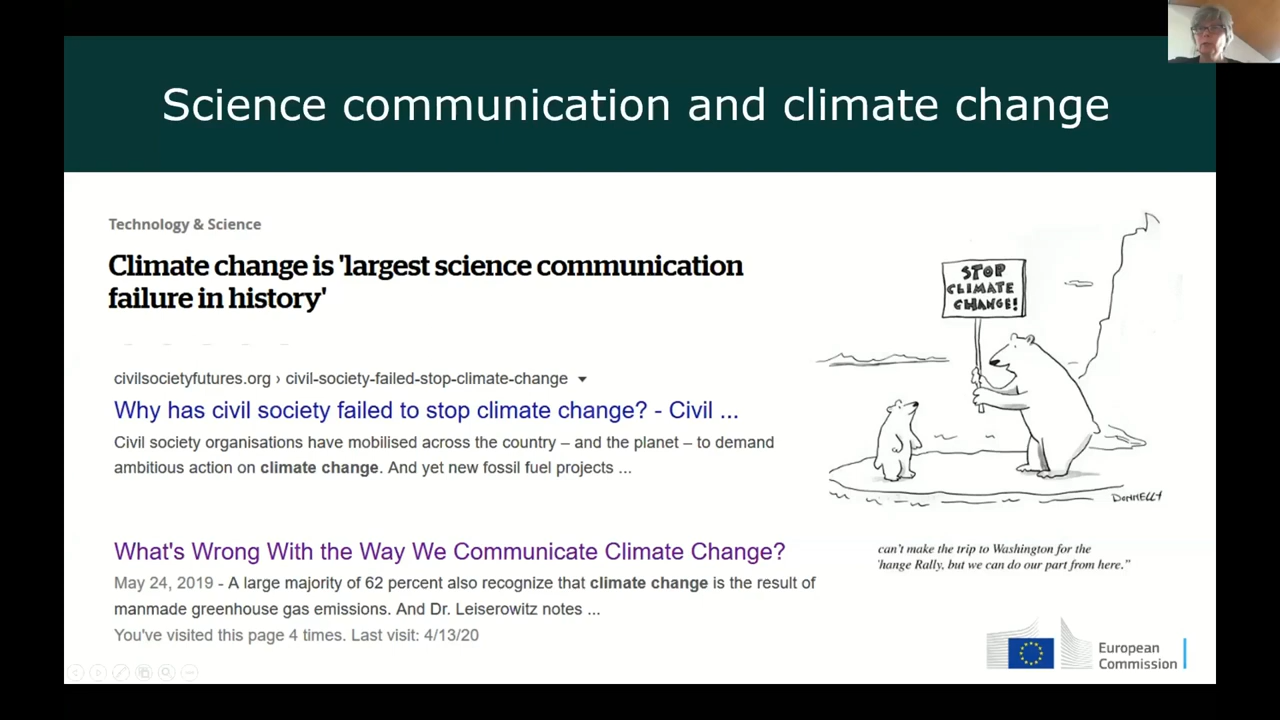 Science communication and climate change
Technology & Science
Climate change is 'largest science communication
failure in history'
civilsocietyfutures.org › civil-society-failed-stop-climate-change
Why has civil society failed to stop climate change? - Civil ...
Civil society organisations have mobilised across the country – and the planet – to demand
ambitious action on climate change. And yet new fossil fuel projects ...
What's Wrong With the Way We Communicate Climate Change?
May 24, 2019 - A large majority of 62 percent also recognize that climate change is the result of
manmade greenhouse gas emissions. And Dr. Leiserowitz notes ...
You've visited this page 4 times. Last visit: 4/13/20
STOP
CLIMATE
CHANGE!
DONNELLY
can't make the trip to Washington for the
'hange Rally, but we can do our part from here."
European
Commission